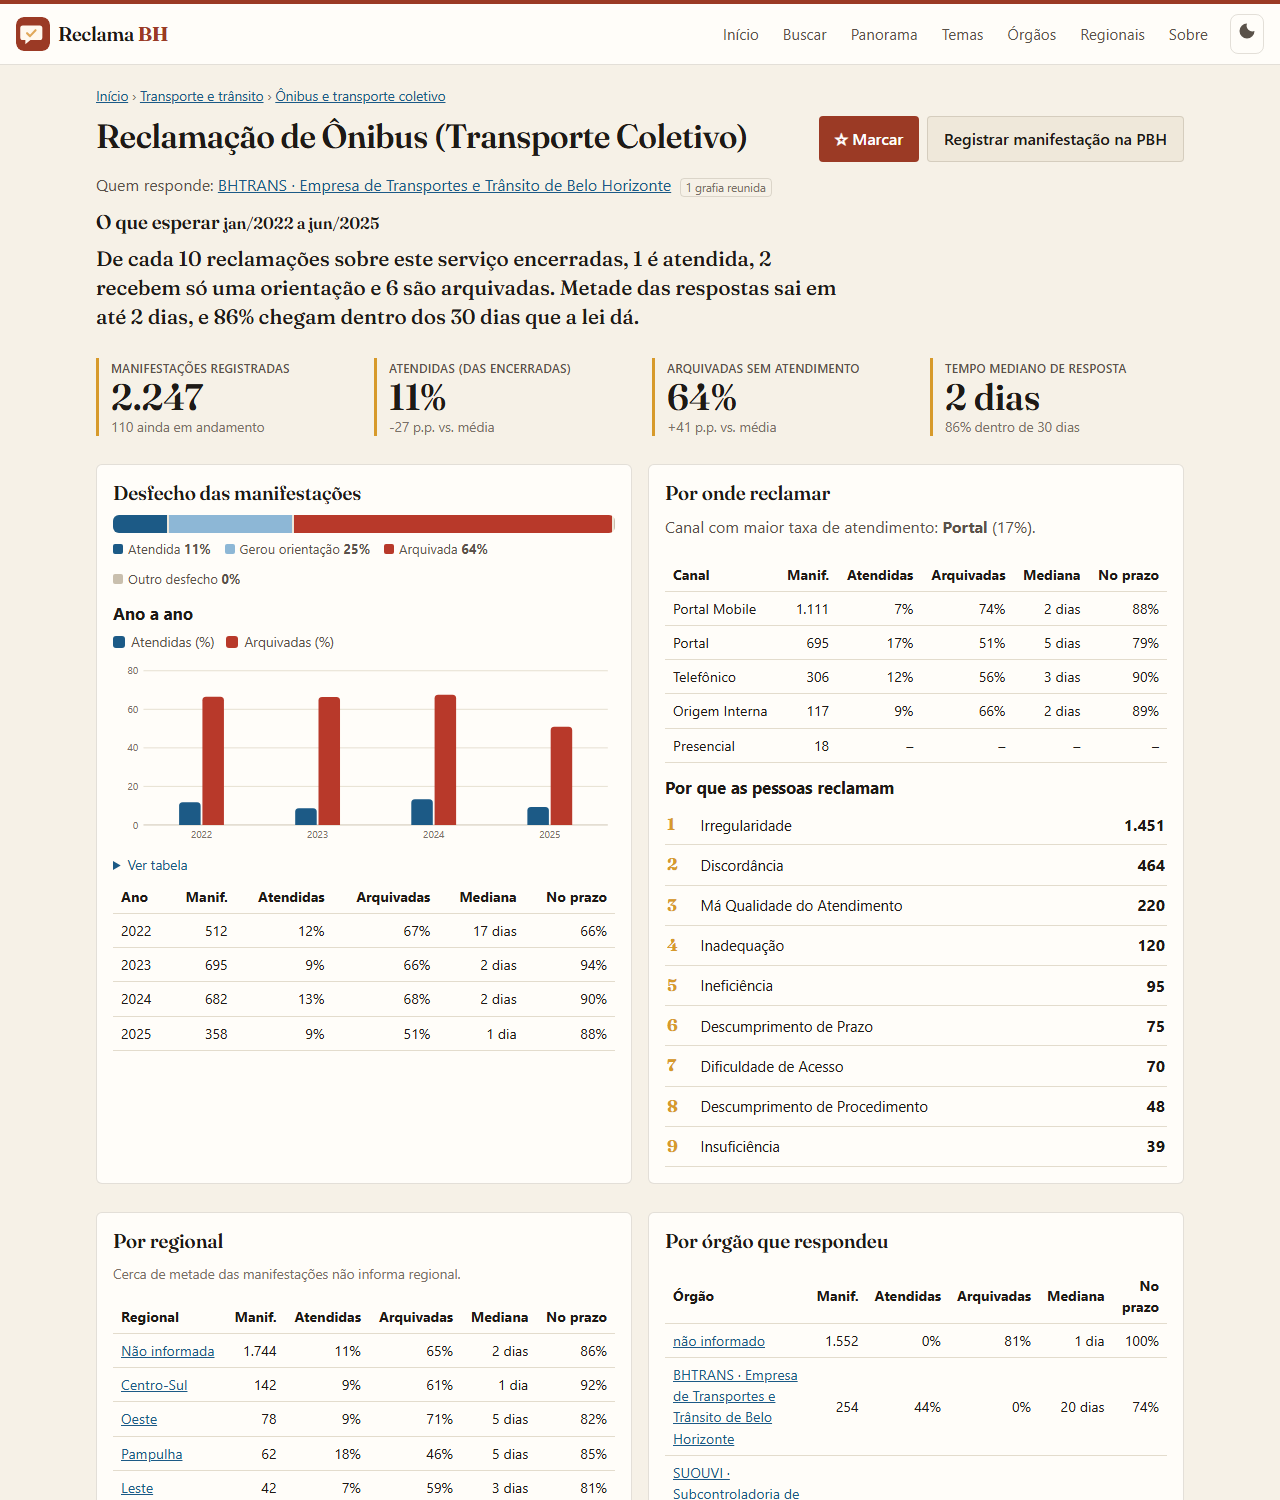 Reclama BH
Início Buscar Panorama Temas Órgãos Regionais Sobre
Início › Transporte e trânsito › Ônibus e transporte coletivo
Reclamação de Ônibus (Transporte Coletivo)
☆ Marcar
Registrar manifestação na PBH
Quem responde: BHTRANS · Empresa de Transportes e Trânsito de Belo Horizonte 1 grafia reunida
O que esperar jan/2022 a jun/2025
De cada 10 reclamações sobre este serviço encerradas, 1 é atendida, 2
recebem só uma orientação e 6 são arquivadas. Metade das respostas sai em
até 2 dias, e 86% chegam dentro dos 30 dias que a lei dá.
MANIFESTAÇÕES REGISTRADAS
2.247
110 ainda em andamento
ATENDIDAS (DAS ENCERRADAS)
11%
-27 p.p. vs. média
ARQUIVADAS SEM ATENDIMENTO
64%
+41 p.p. vs. média
TEMPO MEDIANO DE RESPOSTA
2 dias
86% dentro de 30 dias
Desfecho das manifestações
Atendida 11% Gerou orientação 25% Arquivada 64%
Outro desfecho 0%
Ano a ano
Atendidas (%) Arquivadas (%)
80
60
40
20
0
2022 2023 2024 2025
Ver tabela
Ano Manif. Atendidas Arquivadas Mediana No prazo
2022 512 12% 67% 17 dias 66%
2023 695 9% 66% 2 dias 94%
2024 682 13% 68% 2 dias 90%
2025 358 9% 51% 1 dia 88%
Por onde reclamar
Canal com maior taxa de atendimento: Portal (17%).
Canal Manif. Atendidas Arquivadas Mediana No prazo
Portal Mobile 1.111 7% 74% 2 dias 88%
Portal 695 17% 51% 5 dias 79%
Telefônico 306 12% 56% 3 dias 90%
Origem Interna 117 9% 66% 2 dias 89%
Presencial 18 – – – –
Por que as pessoas reclamam
1 Irregularidade 1.451
2 Discordância 464
3 Má Qualidade do Atendimento 220
4 Inadequação 120
5 Ineficiência 95
6 Descumprimento de Prazo 75
7 Dificuldade de Acesso 70
8 Descumprimento de Procedimento 48
9 Insuficiência 39
Por regional
Cerca de metade das manifestações não informa regional.
Regional Manif. Atendidas Arquivadas Mediana No prazo
Não informada 1.744 11% 65% 2 dias 86%
Centro-Sul 142 9% 61% 1 dia 92%
Oeste 78 9% 71% 5 dias 82%
Pampulha 62 18% 46% 5 dias 85%
Leste 42 7% 59% 3 dias 81%
Por órgão que respondeu
Órgão Manif. Atendidas Arquivadas Mediana No
prazo
não informado 1.552 0% 81% 1 dia 100%
BHTRANS · Empresa
de Transportes e
Trânsito de Belo
Horizonte
254 44% 0% 20 dias 74%
SUOUVI ·
Subcontroladoria de